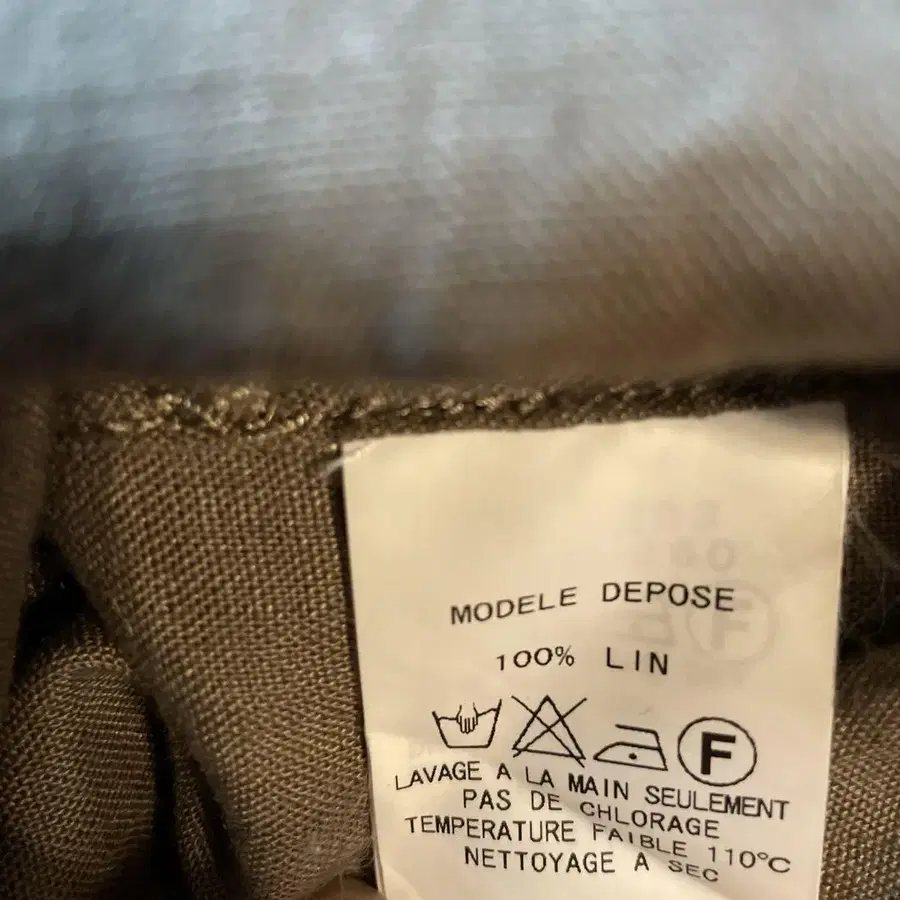 MODELE DEPOSE
100% LIN
F
LAVAGE A LA MAIN SEULEMENT
PAS DE CHLORAGE
TEMPERATURE FAIBLE 110°C
NETTOYAGE A SEC